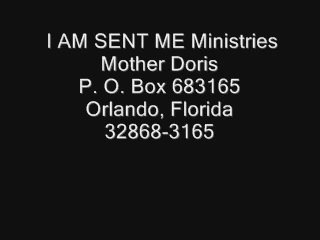 I AM SENT ME Ministries
Mother Doris
P. O. Box 683165
Orlando, Florida
32868-3165